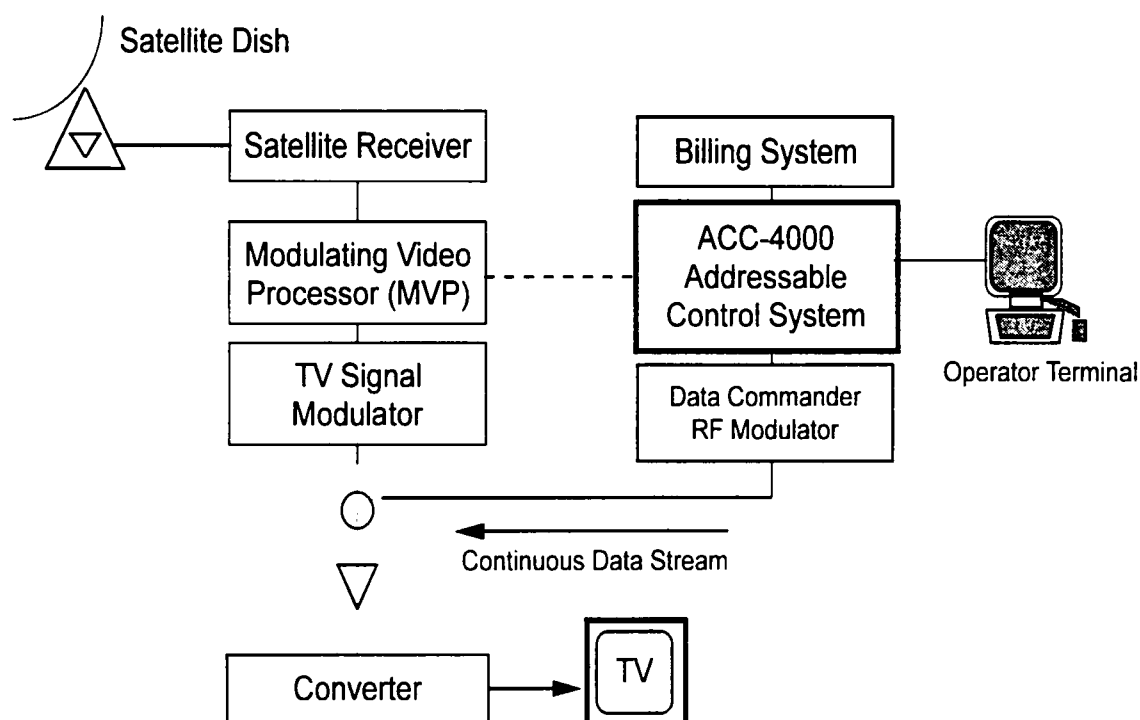 Satellite Dish
Satellite Receiver
Billing System
Modulating Video
Processor (MVP)
ACC-4000
Addressable
Control System
Operator Terminal
TV Signal
Modulator
Data Commander
RF Modulator
Continuous Data Stream
Converter
TV